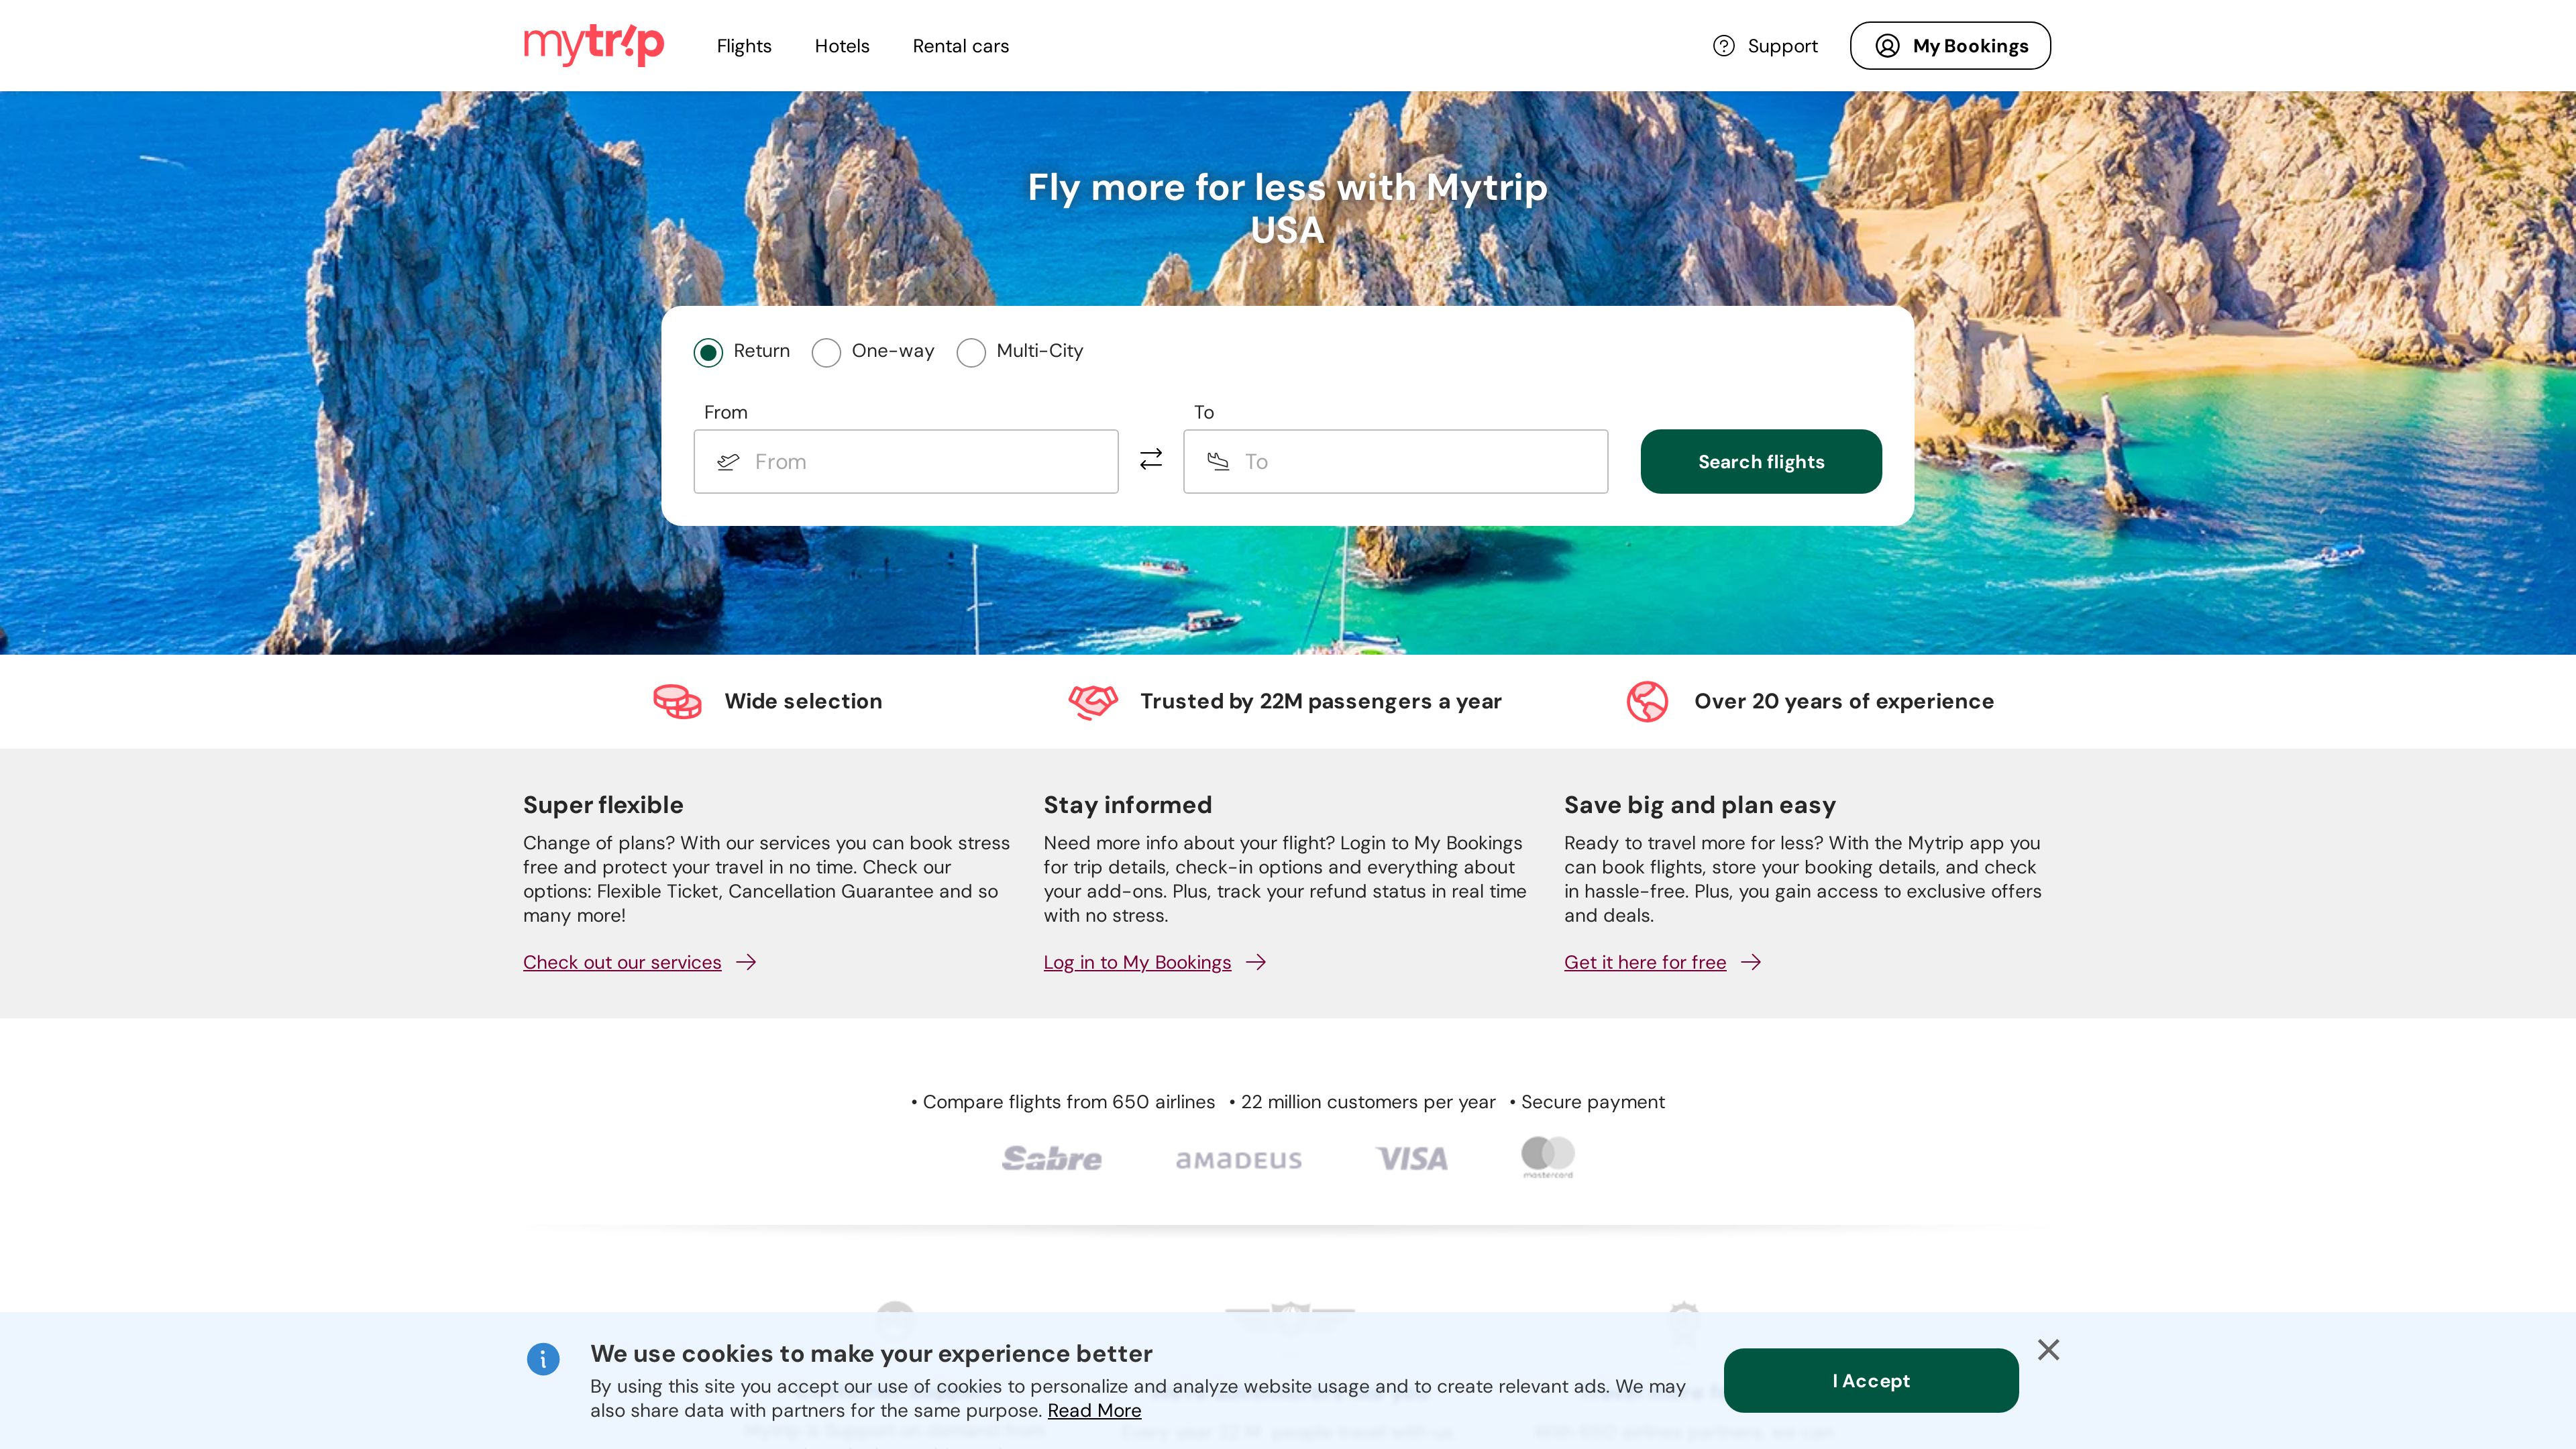 mytrip
Flights
Hotels
Rental cars
Support
My Bookings
Fly more for less with Mytrip
USA
Return
One-way
Multi-City
From
To
From
To
Search flights
Wide selection
Trusted by 22M passengers a year
Over 20 years of experience
Super flexible
Change of plans? With our services you can book stress
free and protect your travel in no time. Check our
options: Flexible Ticket, Cancellation Guarantee and so
many more!
Check out our services
Stay informed
Need more info about your flight? Login to My Bookings
for trip details, check-in options and everything about
your add-ons. Plus, track your refund status in real time
with no stress.
Log in to My Bookings
Save big and plan easy
Ready to travel more for less? With the Mytrip app you
can book flights, store your booking details, and check
in hassle-free. Plus, you gain access to exclusive offers
and deals.
Get it here for free
• Compare flights from 650 airlines • 22 million customers per year • Secure payment
Sabre
AMADEUS
VISA
mastercard
We use cookies to make your experience better
By using this site you accept our use of cookies to personalize and analyze website usage and to create relevant ads. We may
also share data with partners for the same purpose. Read More
I Accept